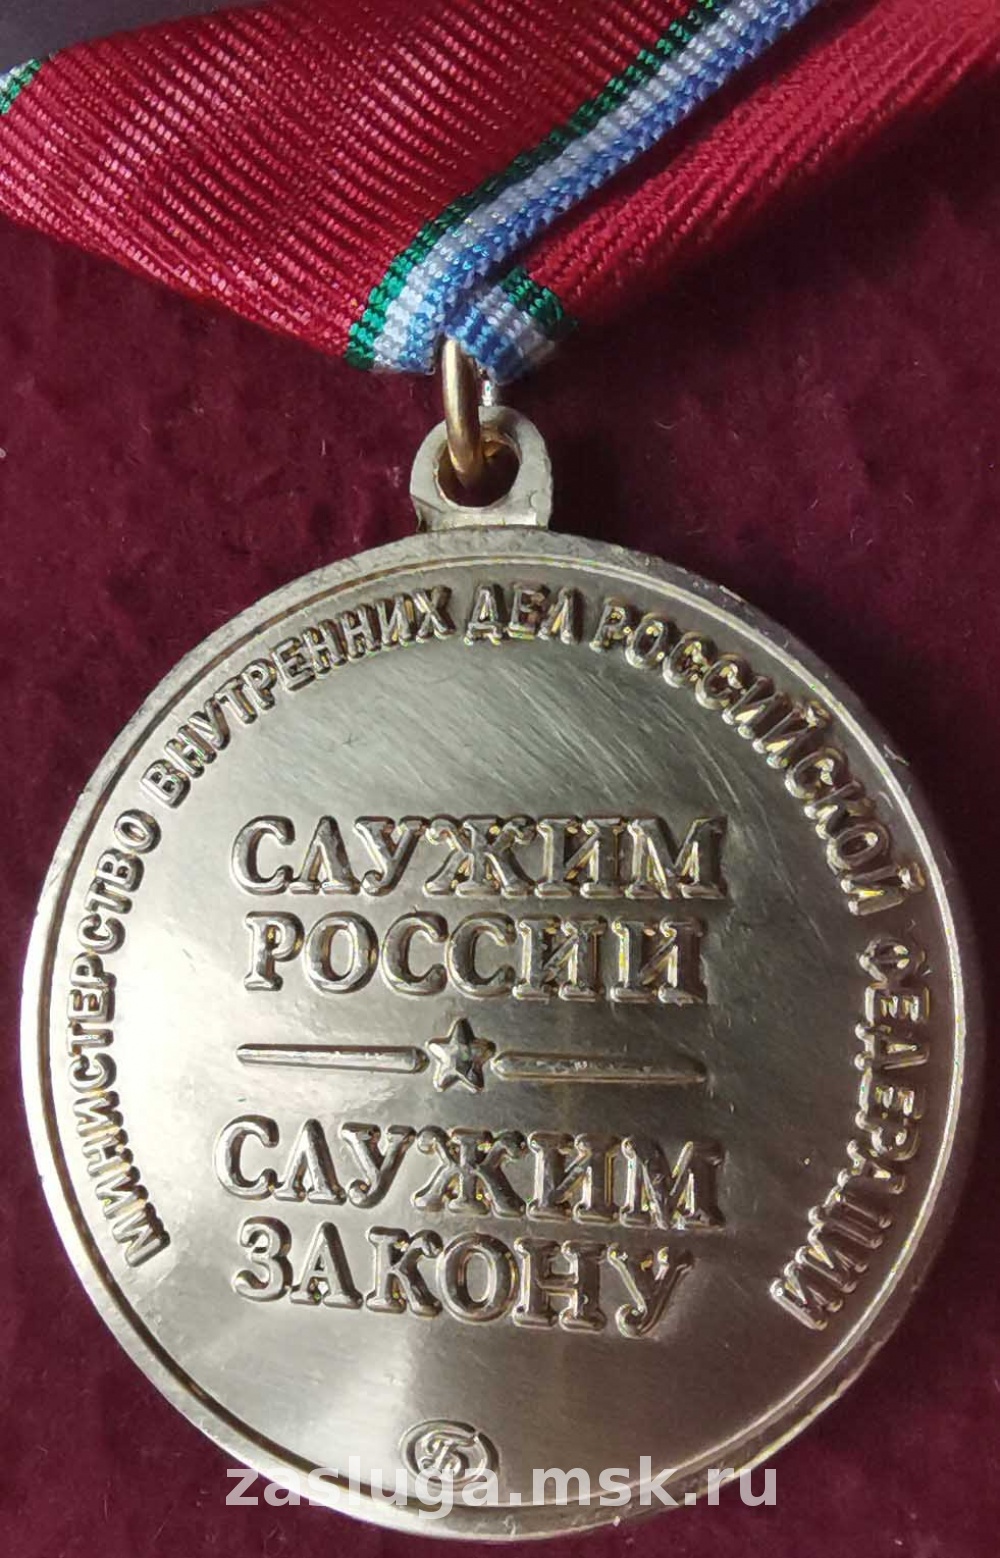 МИНИСТЕРСТВО ВНУТРЕННИХ ДЕЛ РОССИЙСКОЙ ФЕДЕРАЦИИ
СЛУЖИМ
РОССИИ
СЛУЖИМ
ЗАКОНУ
Б
zasluga.msk.ru